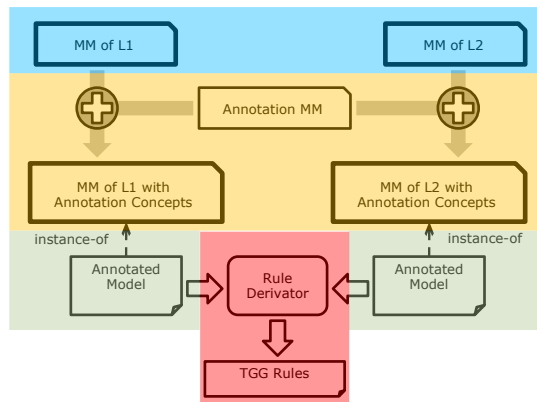 MM of L1
MM of L2
Annotation MM
MM of L1 with
Annotation Concepts
MM of L2 with
Annotation Concepts
instance-of
instance-of
Annotated
Model
Rule
Derivator
Annotated
Model
TGG Rules